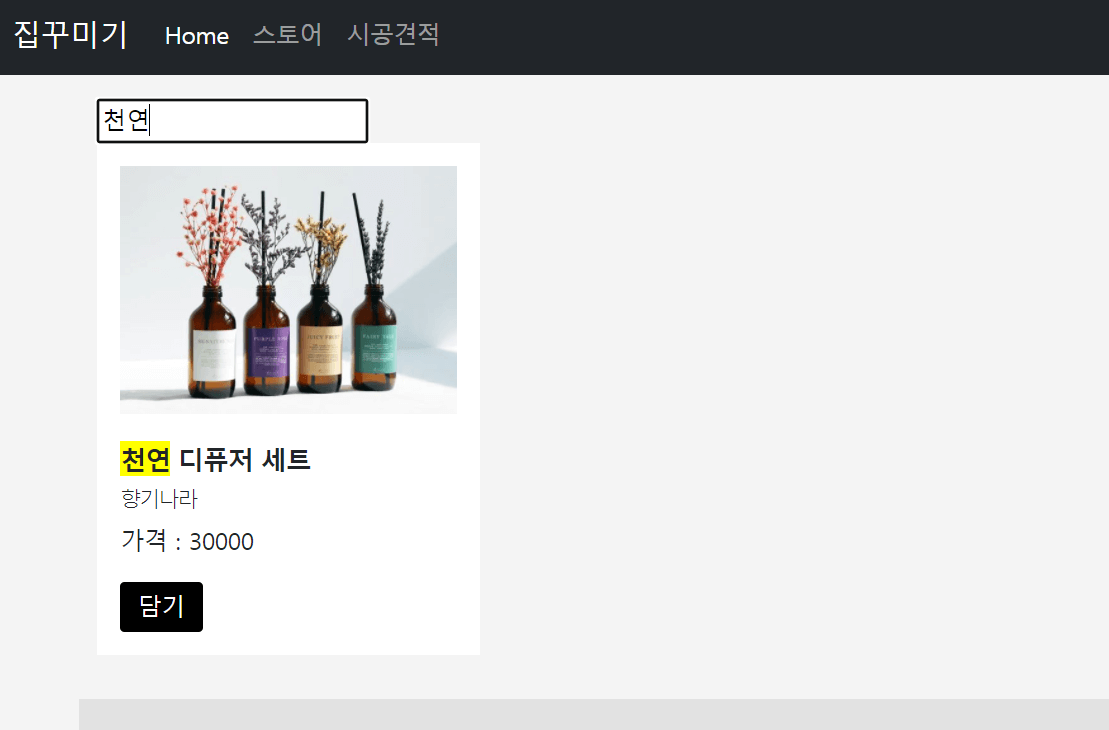 집꾸미기 Home 스토어 시공견적
천연
천연 디퓨저 세트
향기나라
가격 : 30000
담기